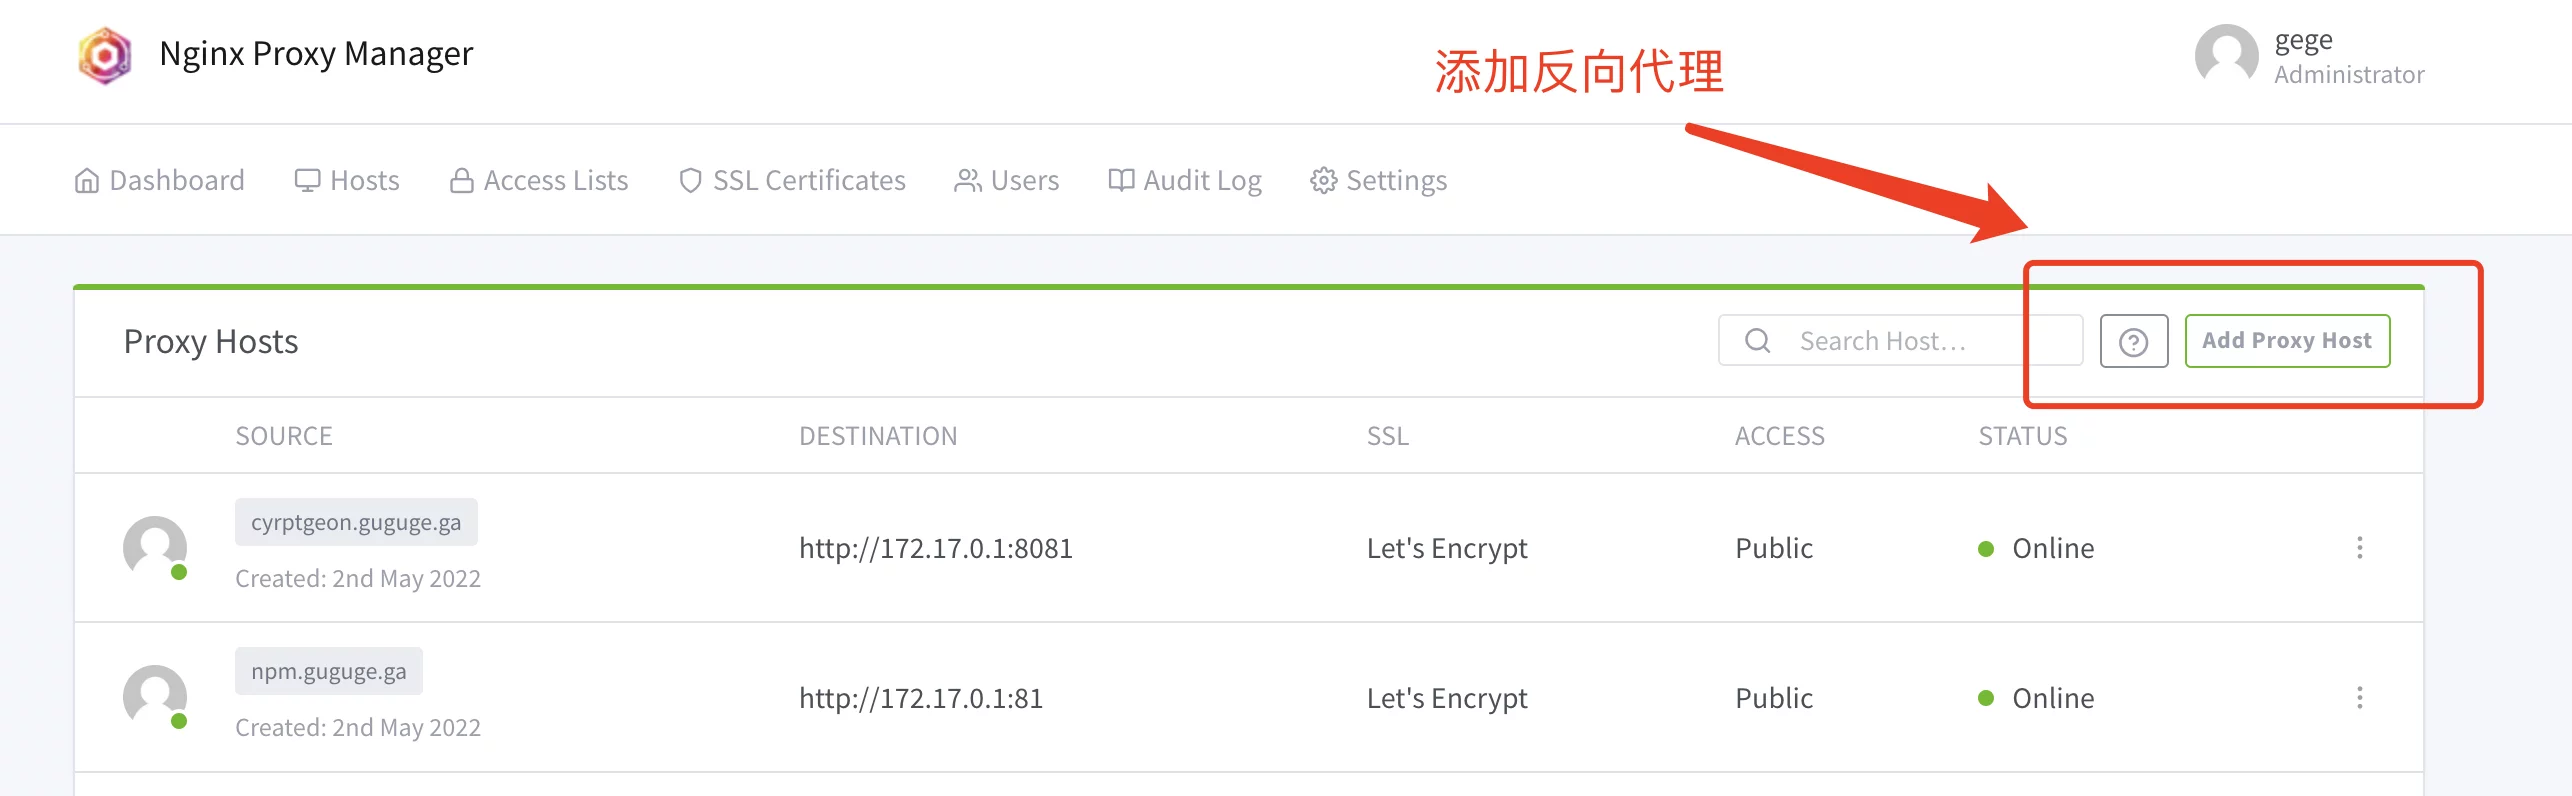 Nginx Proxy Manager
添加反向代理
gege
Administrator
Dashboard Hosts Access Lists SSL Certificates Users Audit Log Settings
Proxy Hosts
Search Host...
Add Proxy Host
SOURCE DESTINATION SSL ACCESS STATUS
cyrptgeon.guguge.ga
http://172.17.0.1:8081 Let's Encrypt Public Online
Created: 2nd May 2022
npm.guguge.ga
http://172.17.0.1:81 Let's Encrypt Public Online
Created: 2nd May 2022